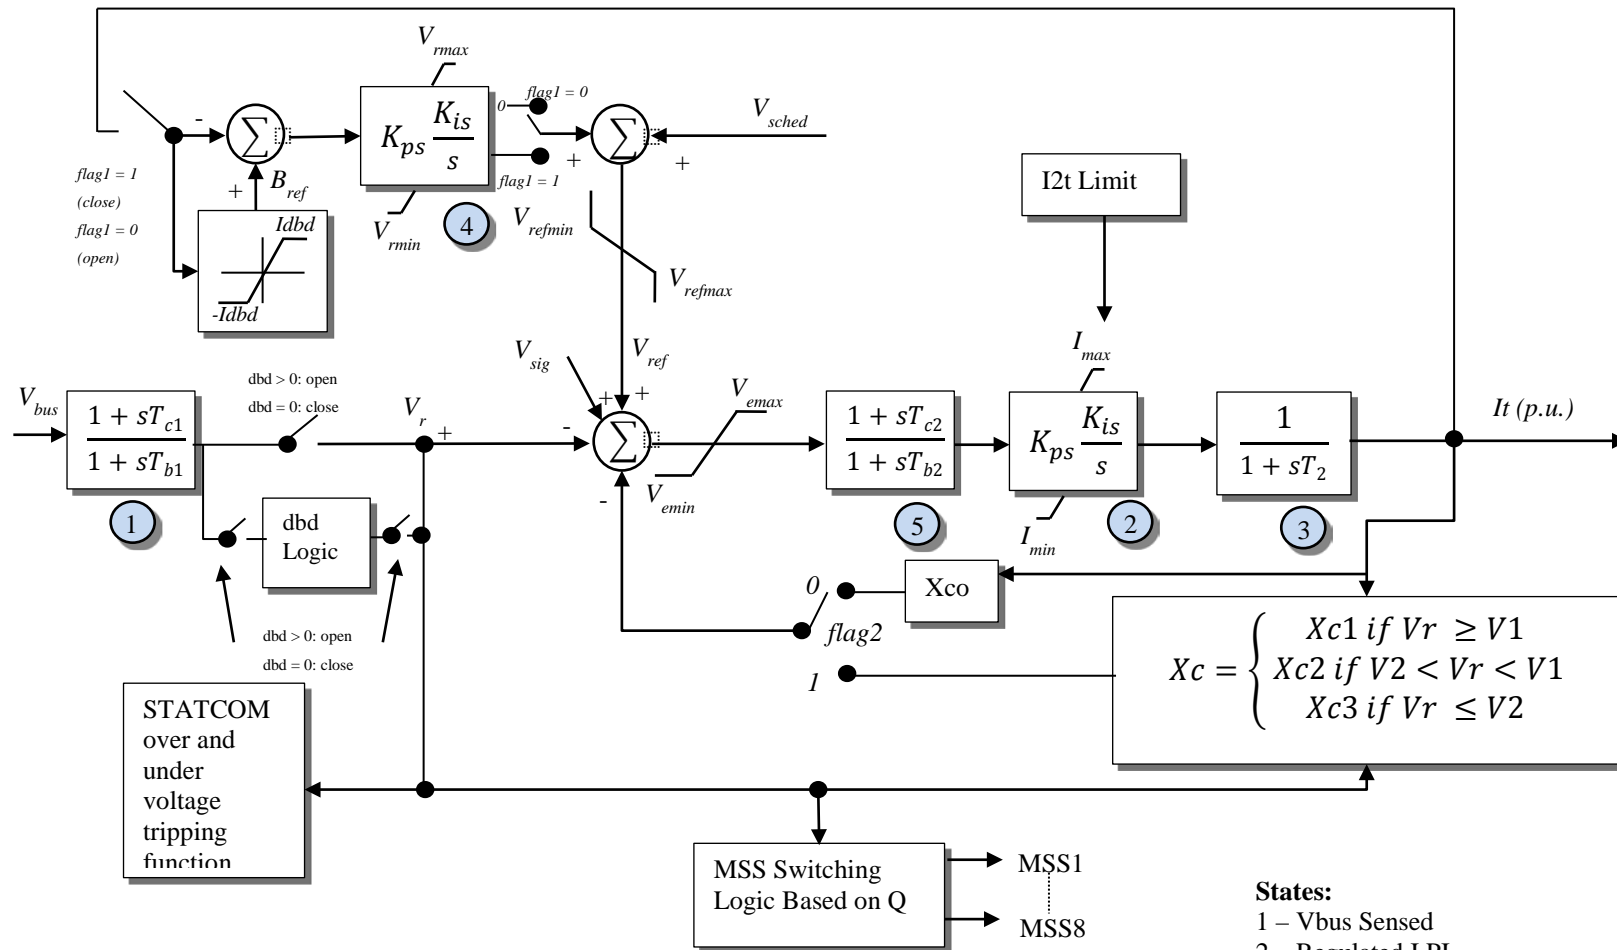 V_rmax
K_ps K_is/s
V_rmin
4
0
flag1 = 0
flag1 = 1
-
∑
+
B_ref
flag1 = 1
(close)
flag1 = 0
(open)
Idbd
-Idbd
+
∑
+
V_sched
V_refmin
V_refmax
I2t Limit
V_sig
V_ref
I_max
V_bus
1 + sT_c1
1 + sT_b1
1
dbd > 0: open
dbd = 0: close
V_r
+
-
+
+
∑
-
V_emax
V_emin
1 + sT_c2
1 + sT_b2
5
K_ps K_is/s
2
I_min
1
1 + sT_2
3
It (p.u.)
dbd
Logic
dbd > 0: open
dbd = 0: close
0
flag2
1
Xco
Xc = {
Xc1 if Vr ≥ V1
Xc2 if V2 < Vr < V1
Xc3 if Vr ≤ V2
STATCOM
over and
under
voltage
tripping
function
MSS Switching
Logic Based on Q
MSS1
MSS8
States:
1 – Vbus Sensed